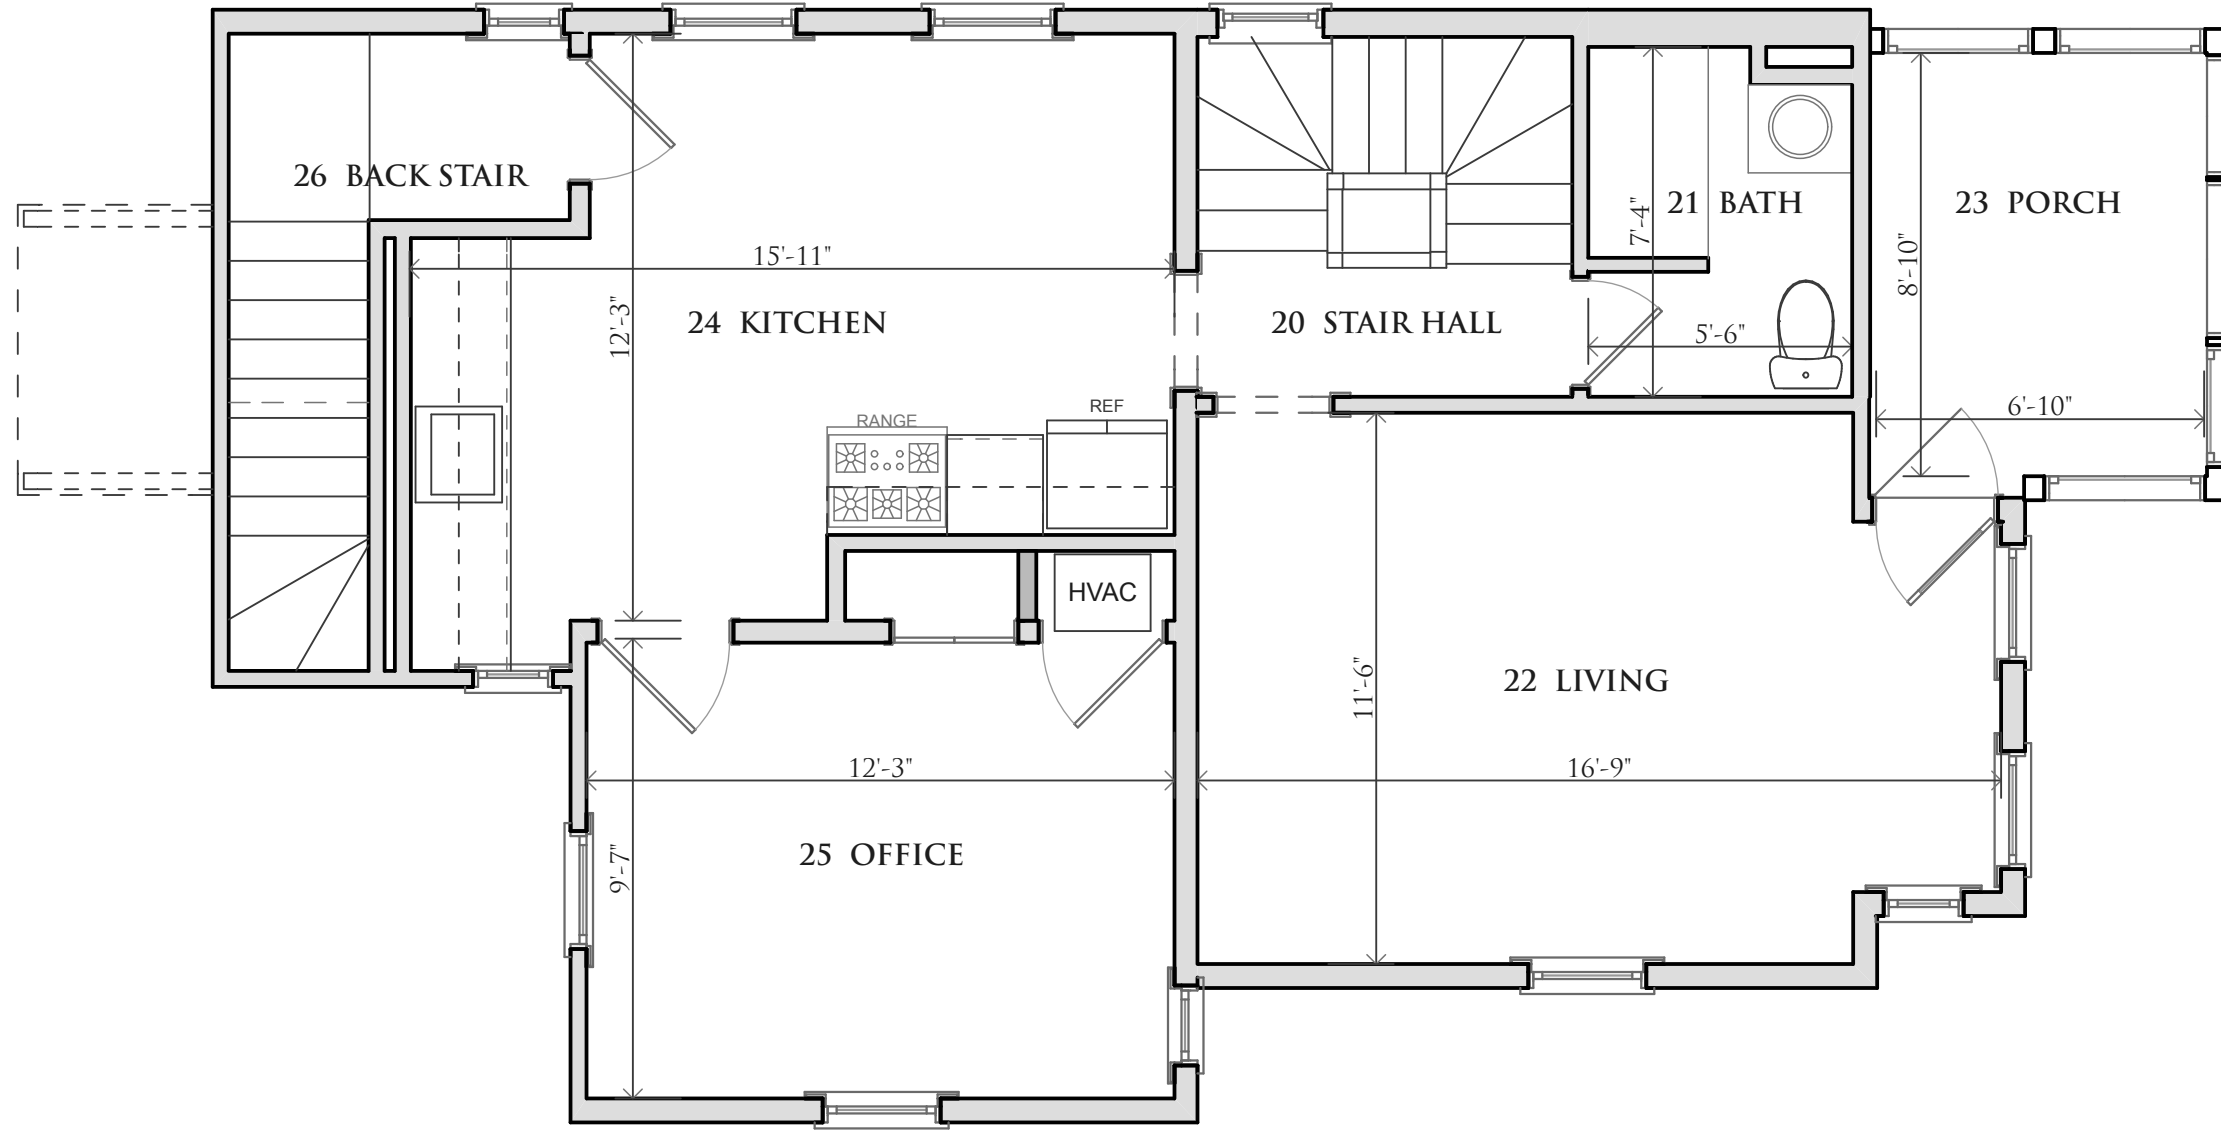 26 BACK STAIR
21 BATH
7'-4"
23 PORCH
15'-11"
8'-10"
24 KITCHEN
12'-3"
20 STAIR HALL
5'-6"
REF
6'-10"
RANGE
HVAC
11'-6"
22 LIVING
12'-3"
16'-9"
25 OFFICE
9'-7"